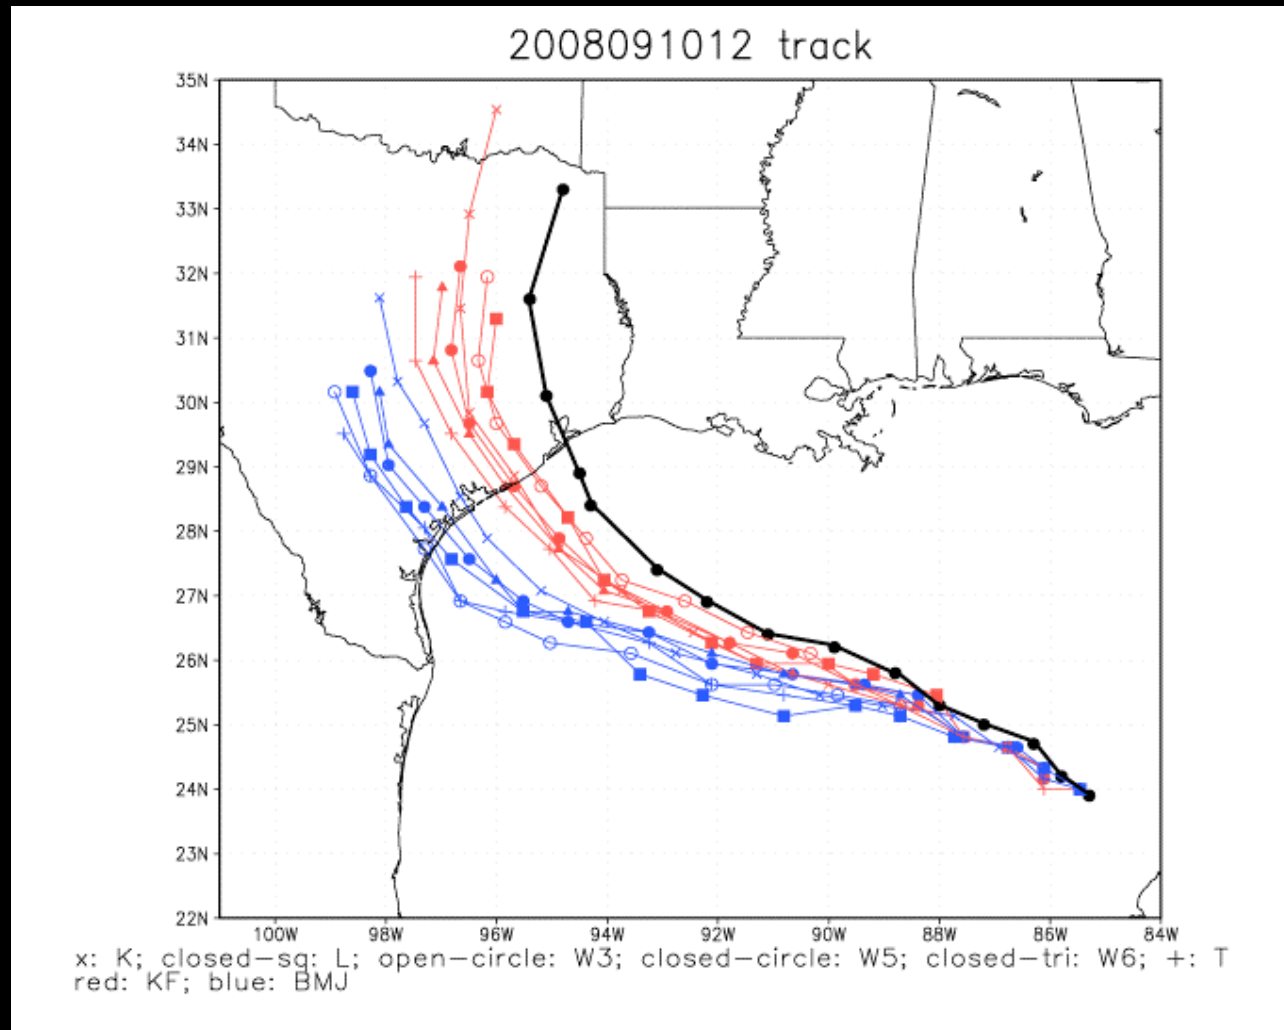 2008091012 track
35N
34N
33N
32N
31N
30N
29N
28N
27N
26N
25N
24N
23N
22N
100W 98W 96W 94W 92W 90W 88W 86W 84W
x: K; closed-sq: L; open-circle: W3; closed-circle: W5; closed-tri: W6; +: T
red: KF; blue: BMJ